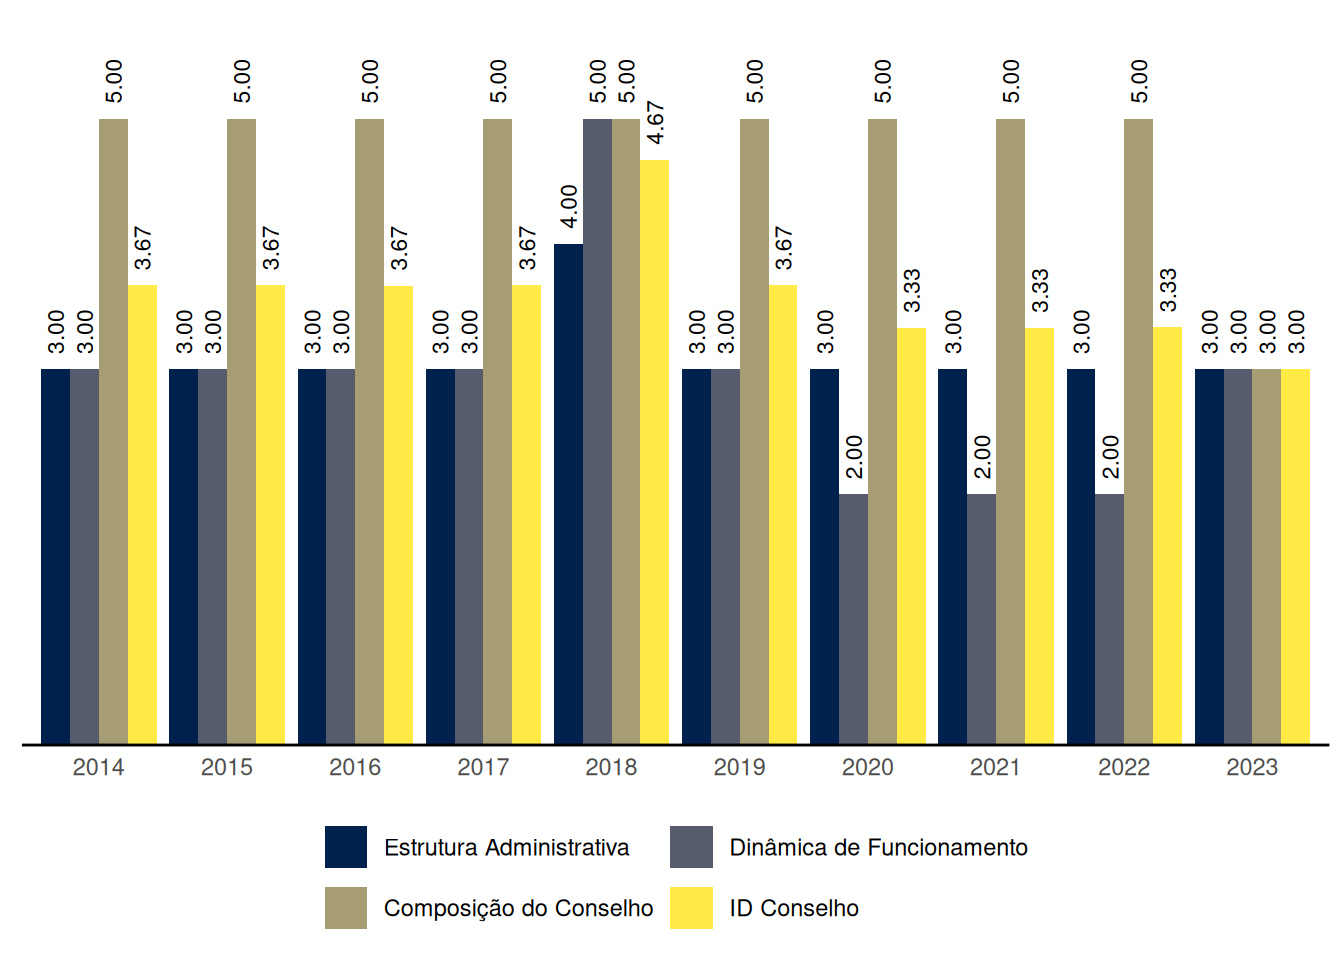 3.00 3.00 5.00 3.67 3.00 3.00 5.00 3.67 3.00 3.00 5.00 3.67 3.00 3.00 5.00 3.67 4.00 5.00 5.00 4.67 3.00 3.00 5.00 3.67 3.00 2.00 5.00 3.33 3.00 2.00 5.00 3.33 3.00 2.00 5.00 3.33 3.00 3.00 3.00 3.00
2014 2015 2016 2017 2018 2019 2020 2021 2022 2023
Estrutura Administrativa Dinâmica de Funcionamento
Composição do Conselho ID Conselho